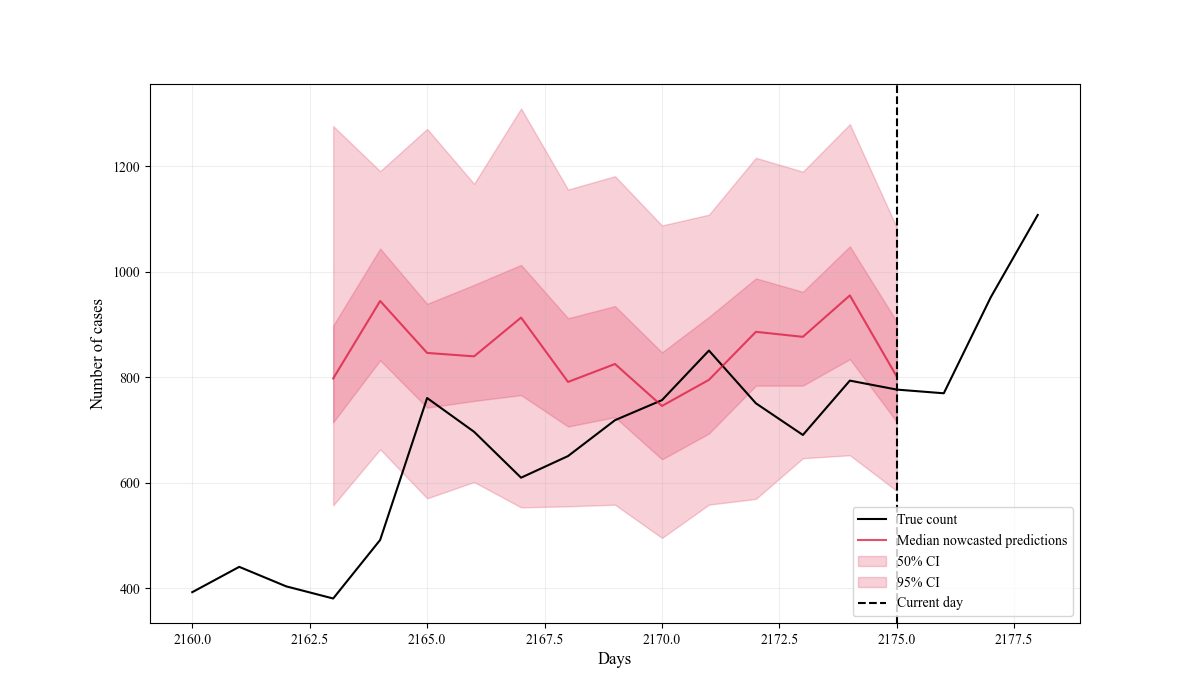 1200
1000
800
600
400
Number of cases
2160.0 2162.5 2165.0 2167.5 2170.0 2172.5 2175.0 2177.5
Days
True count
Median nowcasted predictions
50% CI
95% CI
Current day